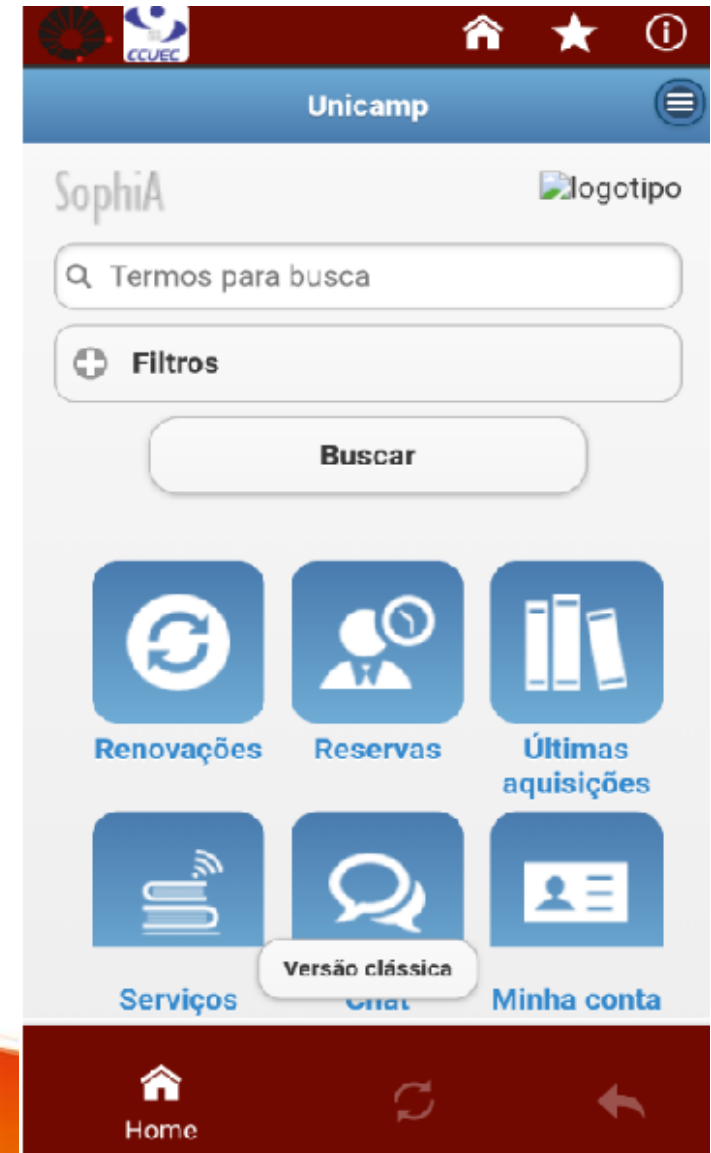 CCUEC
Unicamp
SophiA
logotipo
Termos para busca
Filtros
Buscar
Renovações
Reservas
Últimas
aquisições
Serviços
Chat
Minha conta
Versão clássica
Home